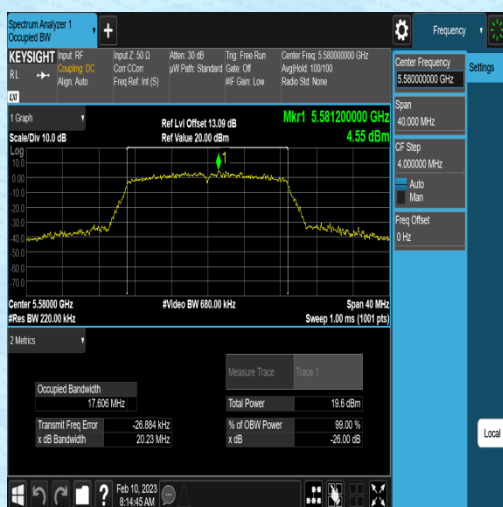 Spectrum Analyzer 1
Occupied BW
+
Frequency
KEYSIGHT
Input: RF
Coupling: DC
Align: Auto
R L
Input Z: 50 Ω
Corr CCorr
Freq Ref: Int (S)
Atten: 30 dB
µW Path: Standard
Trig: Free Run
Gate: Off
#IF Gain: Low
Center Freq: 5.580000000 GHz
Avg|Hold: 100/100
Radio Std: None
LXI
Center Frequency
5.580000000 GHz
Settings
Span
40.000 MHz
CF Step
4.000000 MHz
Auto
Man
Freq Offset
0 Hz
1 Graph
Scale/Div 10.0 dB
Ref Lvl Offset 13.09 dB
Ref Value 20.00 dBm
Mkr1 5.581200000 GHz
4.55 dBm
Log
10.0
0.00
-10.0
-20.0
-30.0
-40.0
-50.0
-60.0
-70.0
1
Center 5.58000 GHz
#Res BW 220.00 kHz
#Video BW 680.00 kHz
Span 40 MHz
Sweep 1.00 ms (1001 pts)
2 Metrics
Measure Trace
Trace 1
Occupied Bandwidth
17.606 MHz
Total Power
19.6 dBm
Transmit Freq Error
-26.884 kHz
% of OBW Power
99.00 %
x dB Bandwidth
20.23 MHz
x dB
-26.00 dB
Local
?
Feb 10, 2023
8:14:45 AM